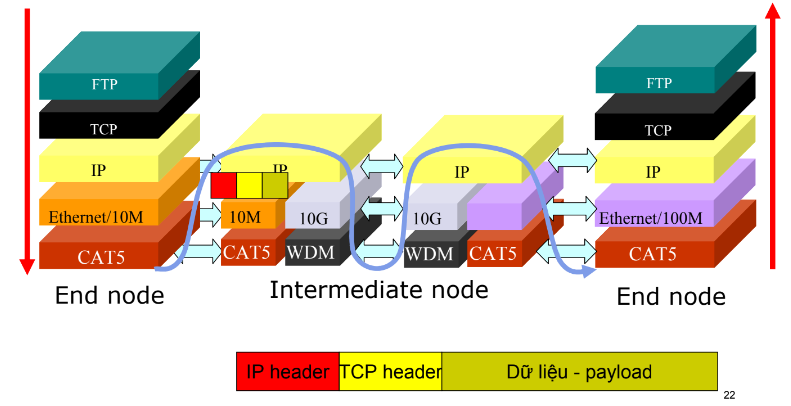 FTP
TCP
IP
Ethernet/10M
CAT5
End node
IP
10M
10G
CAT5
WDM
Intermediate node
IP
10G
WDM
CAT5
FTP
TCP
IP
Ethernet/100M
CAT5
End node
IP header
TCP header
Dữ liệu - payload
22